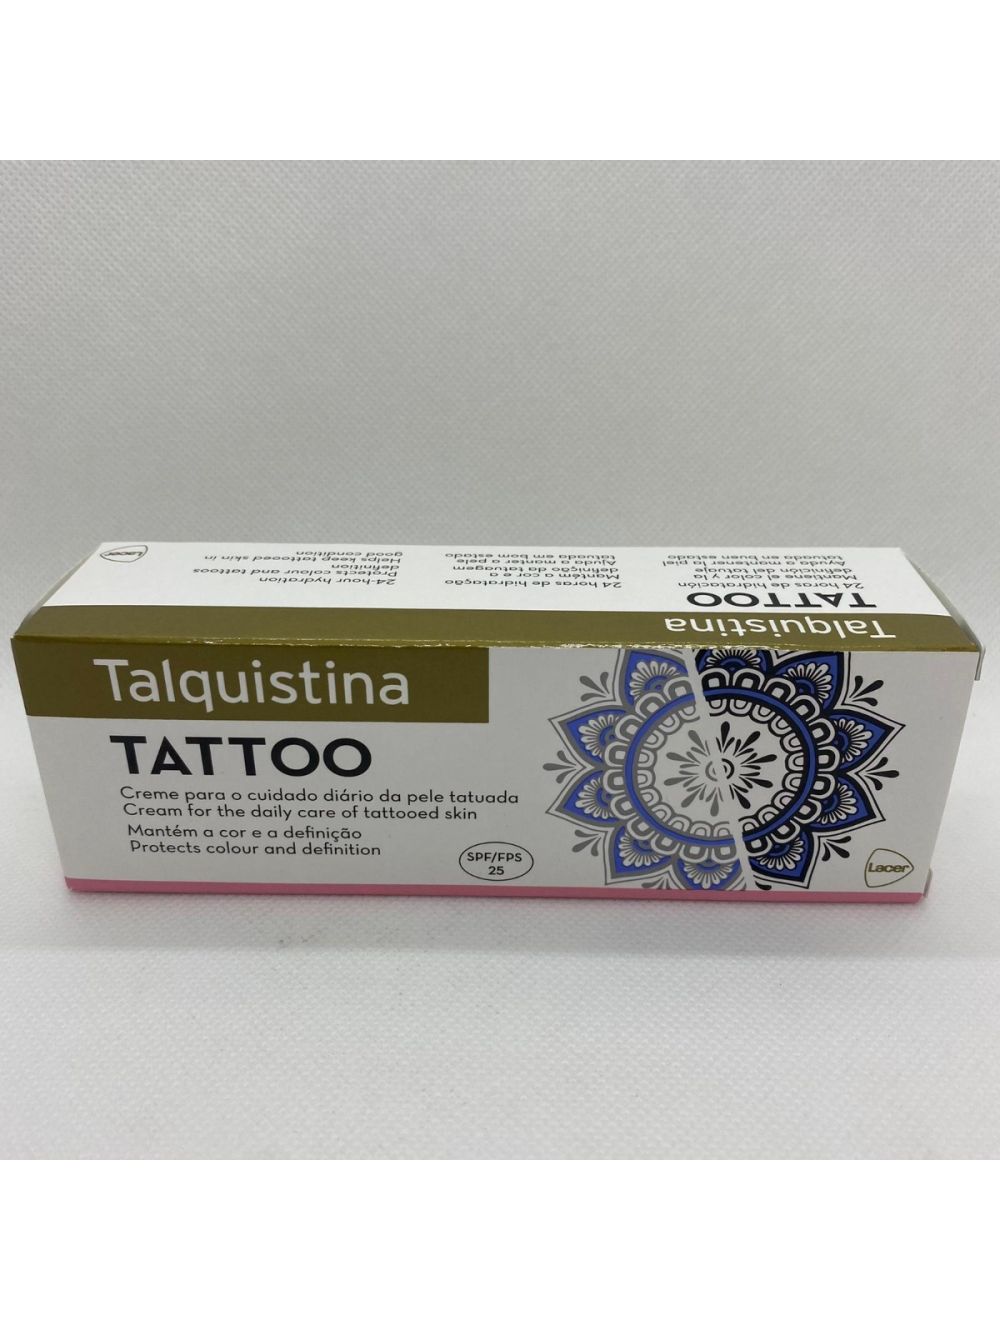 Talquistina
TATTOO
24 horas de hidratación
Mantiene el color y la
definición del tatuaje
Ayuda a mantener la piel
tatuada en buen estado
24 horas de hidratação
Mantém a cor e a
definição da tatuagem
Ajuda a manter a pele
tatuada em bom estado
24-hour hydration
Protects colour and tattoos
definition
Helps keep tattooed skin in
good condition
Lacer
Talquistina
TATTOO
Creme para o cuidado diário da pele tatuada
Cream for the daily care of tattooed skin
Mantém a cor e a definição
Protects colour and definition
SPF/FPS
25
Lacer